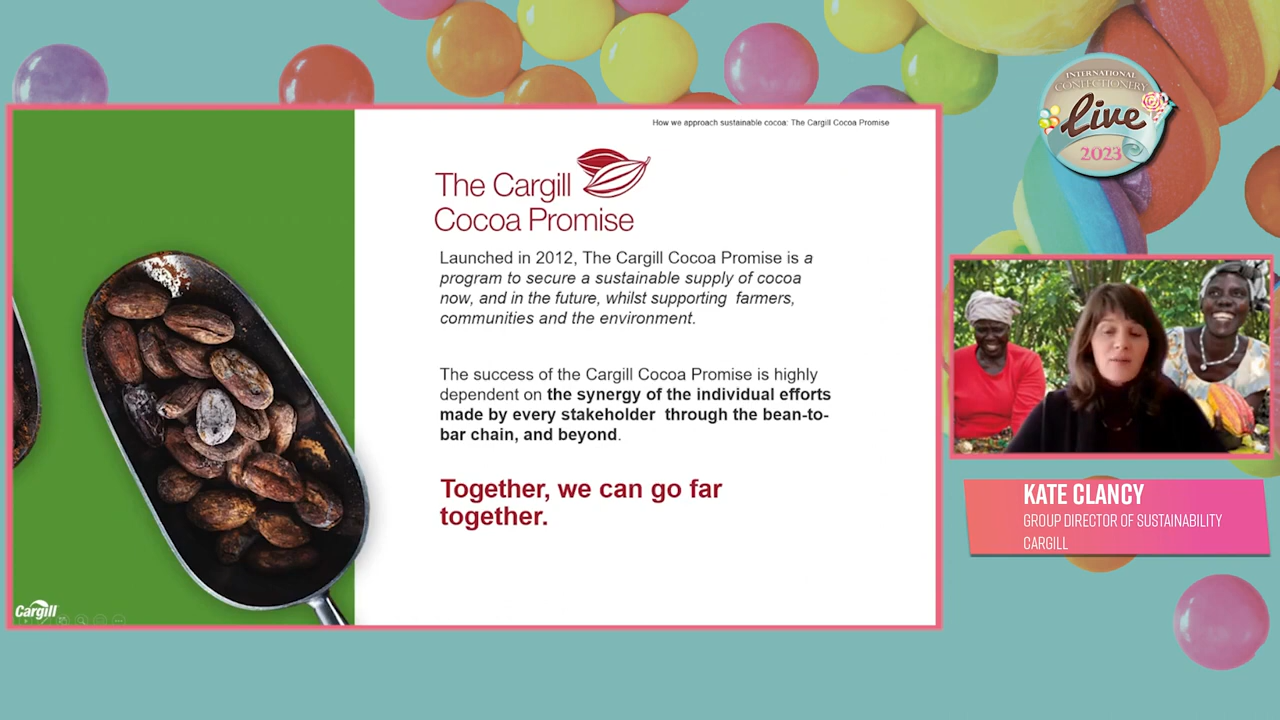 How we approach sustainable cocoa: The Cargill Cocoa Promise
The Cargill
Cocoa Promise
Launched in 2012, The Cargill Cocoa Promise is a
program to secure a sustainable supply of cocoa
now, and in the future, whilst supporting farmers,
communities and the environment.
The success of the Cargill Cocoa Promise is highly
dependent on the synergy of the individual efforts
made by every stakeholder through the bean-to-
bar chain, and beyond.
Together, we can go far
together.
Cargill
INTERNATIONAL
CONFECTIONERY
Live
2023
KATE CLANCY
GROUP DIRECTOR OF SUSTAINABILITY
CARGILL